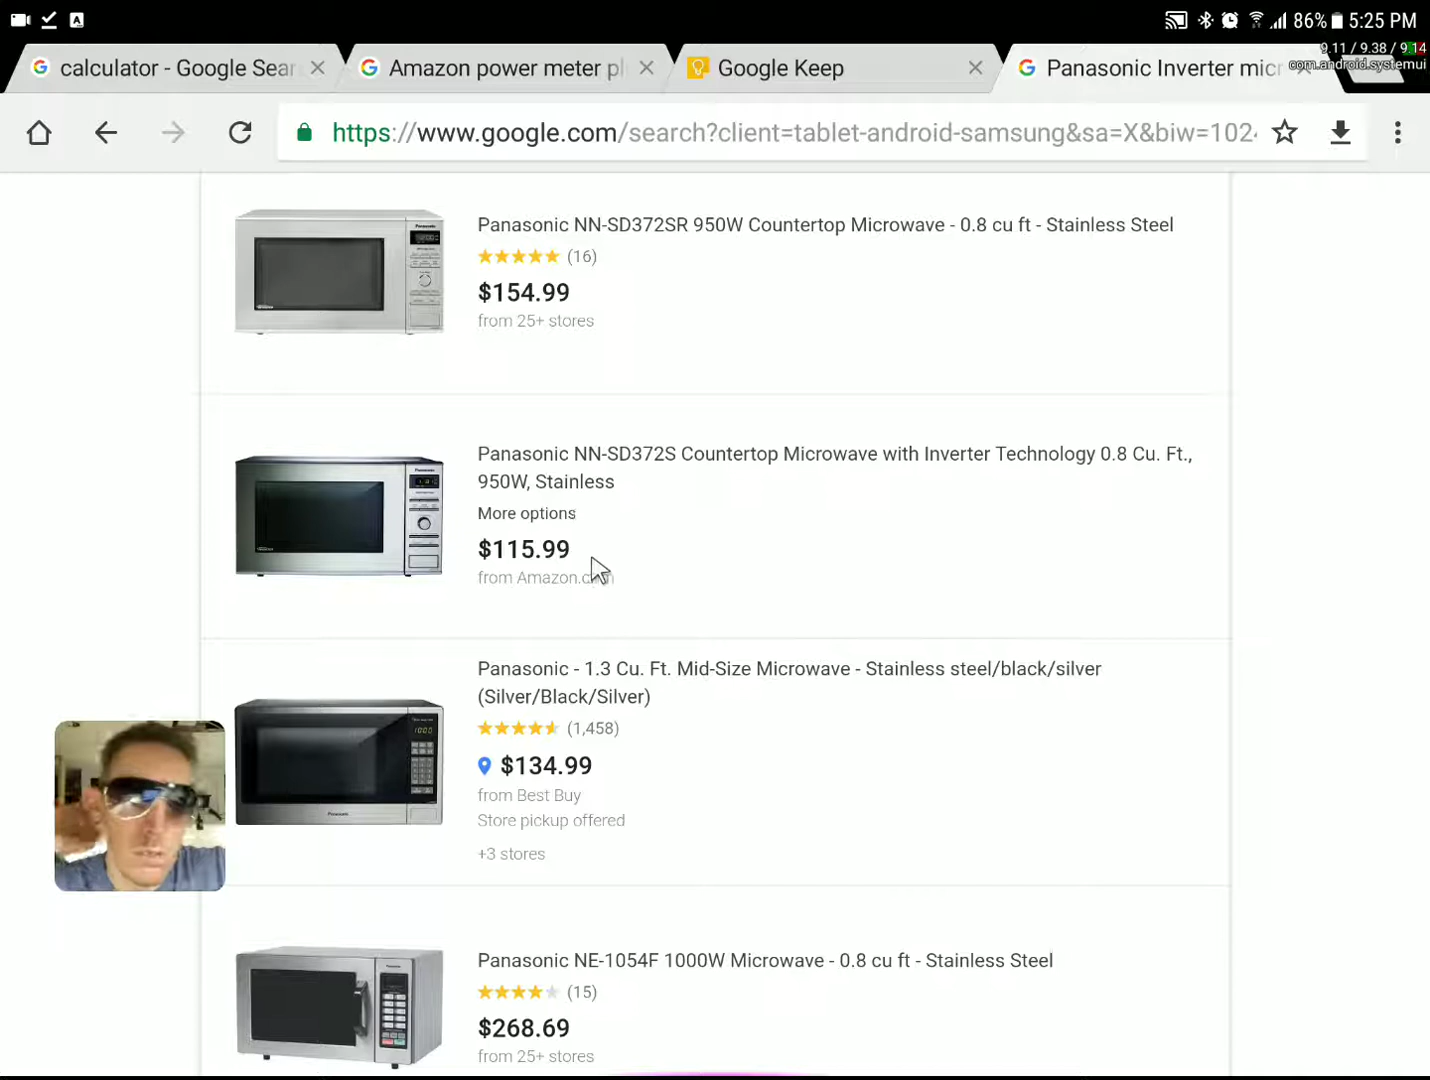 86% 5:25 PM
9.11 / 9.38 / 9.14
com.android.systemui
calculator - Google Sear
Amazon power meter pl
Google Keep
Panasonic Inverter micr
https://www.google.com/search?client=tablet-android-samsung&sa=X&biw=102
Panasonic NN-SD372SR 950W Countertop Microwave - 0.8 cu ft - Stainless Steel
(16)
$154.99
from 25+ stores
Panasonic NN-SD372S Countertop Microwave with Inverter Technology 0.8 Cu. Ft.,
950W, Stainless
More options
$115.99
from Amazon.com
Panasonic - 1.3 Cu. Ft. Mid-Size Microwave - Stainless steel/black/silver
(Silver/Black/Silver)
(1,458)
$134.99
from Best Buy
Store pickup offered
+3 stores
Panasonic NE-1054F 1000W Microwave - 0.8 cu ft - Stainless Steel
(15)
$268.69
from 25+ stores